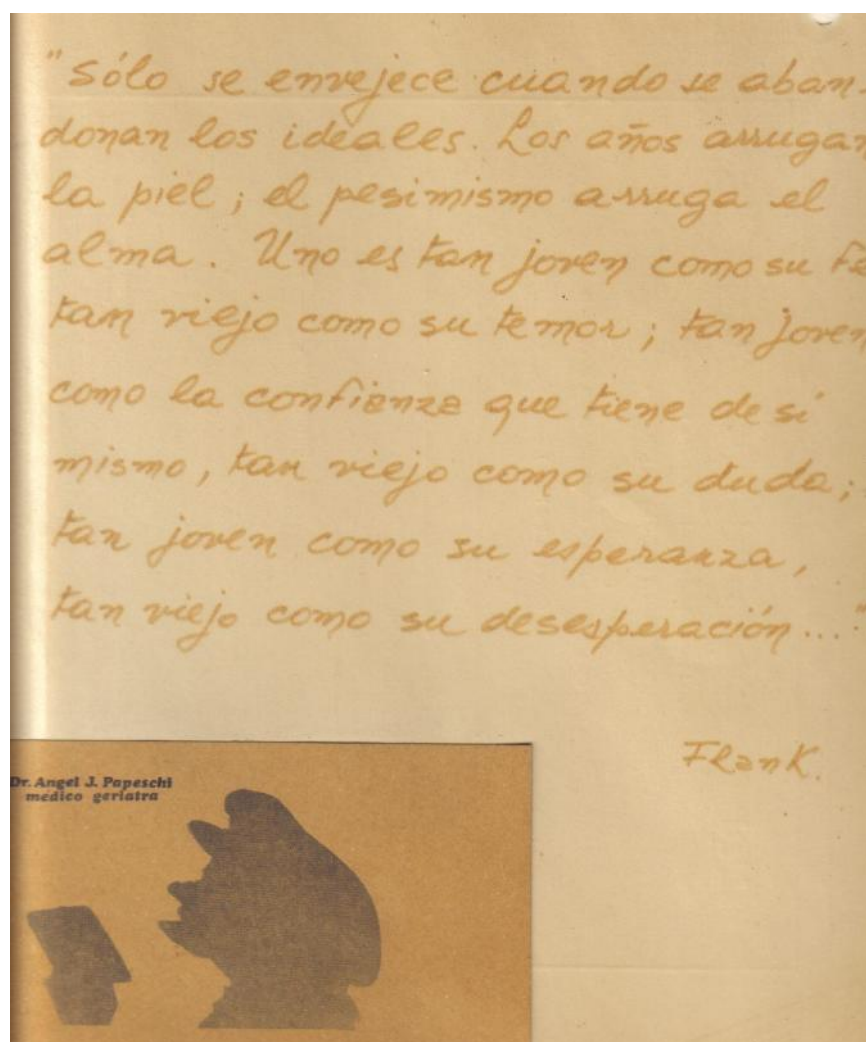 "Sólo se envejece cuando se aban-
donan los ideales. Los años arrugan
la piel; el pesimismo arruga el
alma. Uno es tan joven como su fe
tan viejo como su temor; tan joven
como la confianza que tiene de sí
mismo, tan viejo como su duda;
tan joven como su esperanza,
tan viejo como su desesperación..."
Frank.
Dr. Angel J. Papeschi
médico geriatra